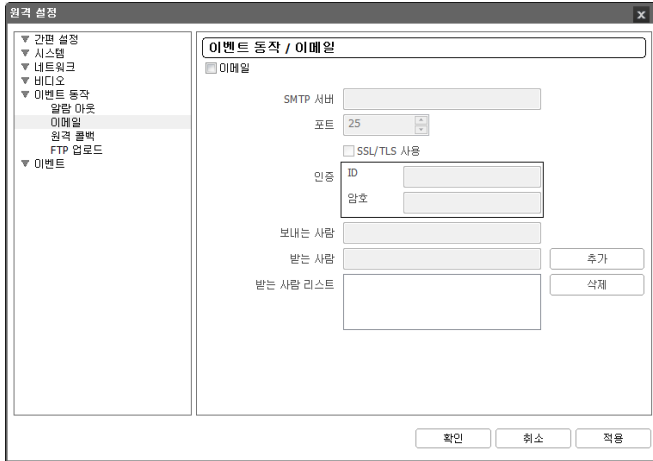 원격 설정
x
간편 설정
시스템
네트워크
비디오
이벤트 동작
알람 아웃
이메일
원격 콜백
FTP 업로드
이벤트
이벤트 동작 / 이메일
이메일
SMTP 서버
포트 25
SSL/TLS 사용
인증 ID
암호
보내는 사람
받는 사람 추가
받는 사람 리스트 삭제
확인 취소 적용